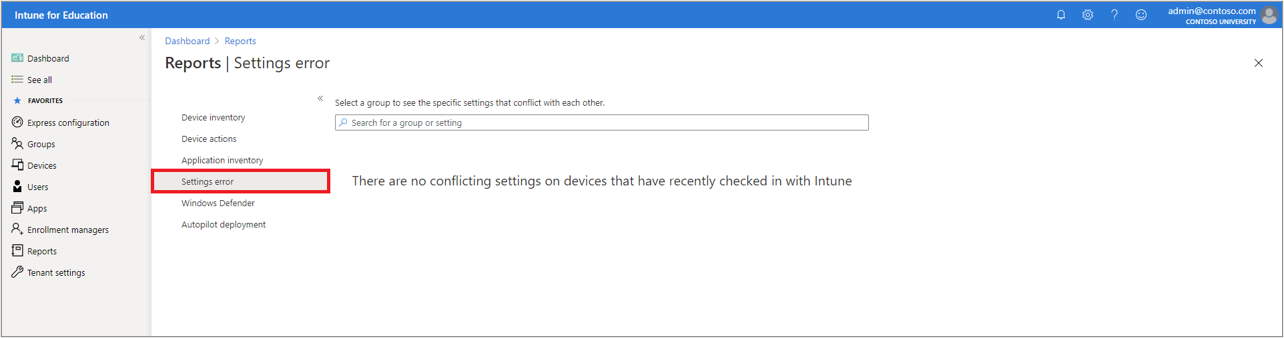 Intune for Education
admin@contoso.com
CONTOSO UNIVERSITY
Dashboard
See all
FAVORITES
Express configuration
Groups
Devices
Users
Apps
Enrollment managers
Reports
Tenant settings
Dashboard > Reports
Reports | Settings error
Device inventory
Device actions
Application inventory
Settings error
Windows Defender
Autopilot deployment
Select a group to see the specific settings that conflict with each other.
Search for a group or setting
There are no conflicting settings on devices that have recently checked in with Intune